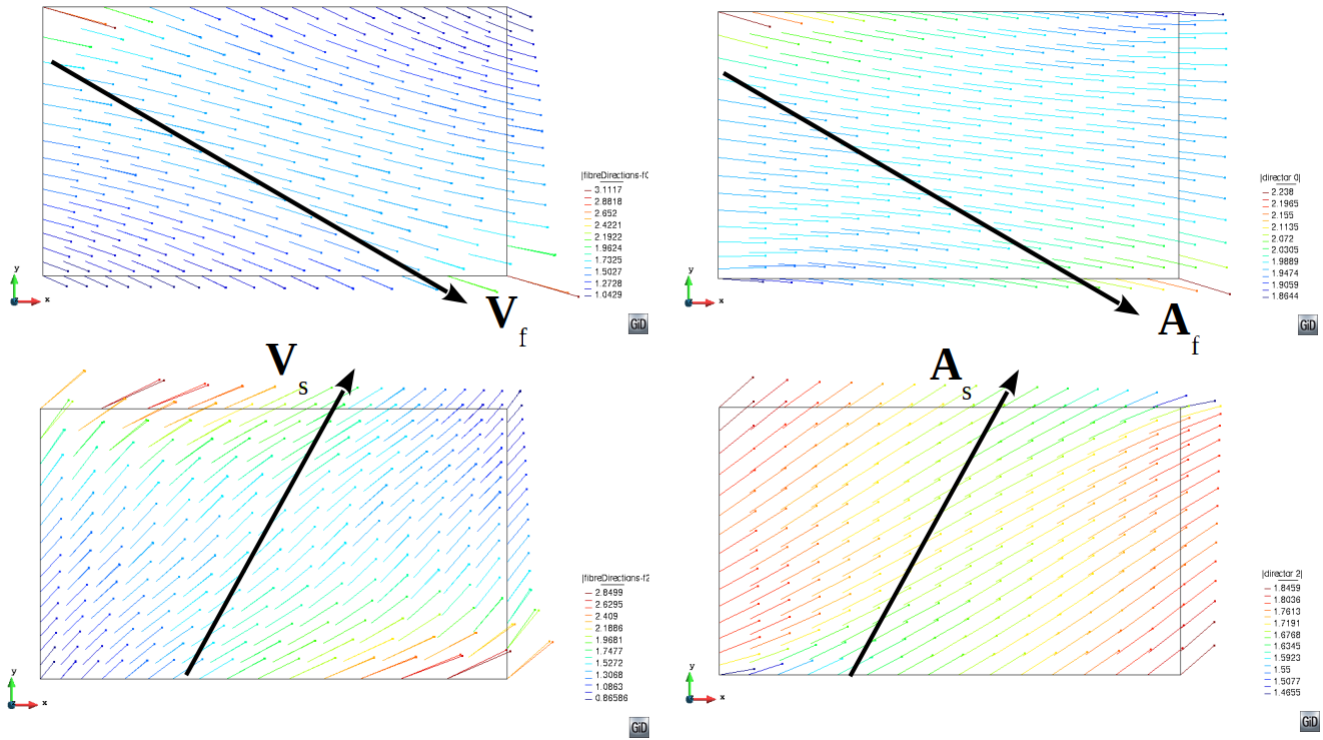 |fibreDirections-f0
3.1117
2.8818
2.652
2.4221
2.1922
1.9624
1.7325
1.5027
1.2728
1.0429
y
x
GiD
V f
|director 0|
2.238
2.1965
2.155
2.1135
2.072
2.0305
1.9889
1.9474
1.9059
1.8644
y
x
GiD
A f
V s
|fibreDirections-f2
2.8499
2.6295
2.409
2.1886
1.9681
1.7477
1.5272
1.3068
1.0863
0.86586
y
x
GiD
A s
|director 2|
1.8459
1.8036
1.7613
1.7191
1.6768
1.6345
1.5923
1.55
1.5077
1.4655
y
x
GiD